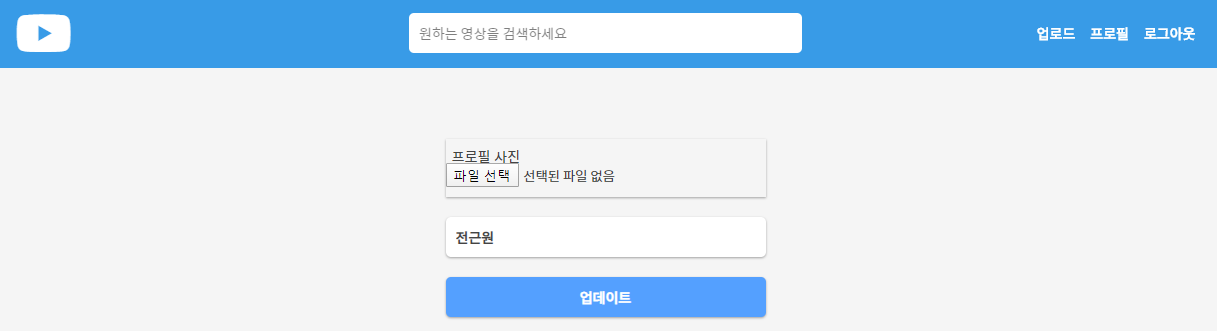 원하는 영상을 검색하세요
업로드 프로필 로그아웃
프로필 사진
파일 선택 선택된 파일 없음
전근원
업데이트